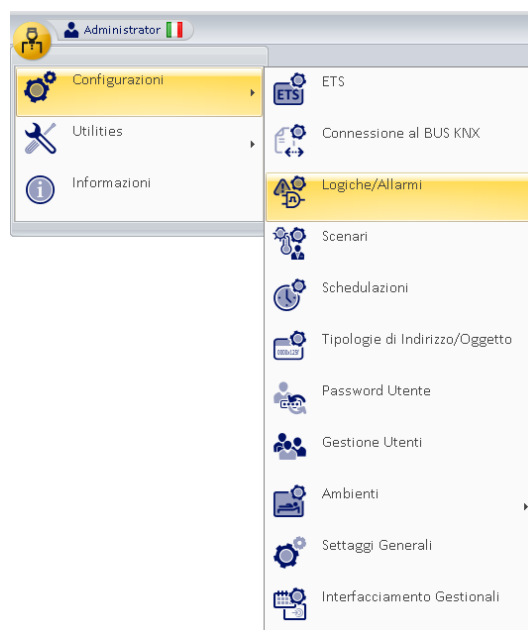 Administrator
Configurazioni
Utilities
Informazioni
ETS
ETS
Connessione al BUS KNX
Logiche/Allarmi
Scenari
Schedulazioni
Tipologie di Indirizzo/Oggetto
Password Utente
Gestione Utenti
Ambienti
Settaggi Generali
Interfacciamento Gestionali